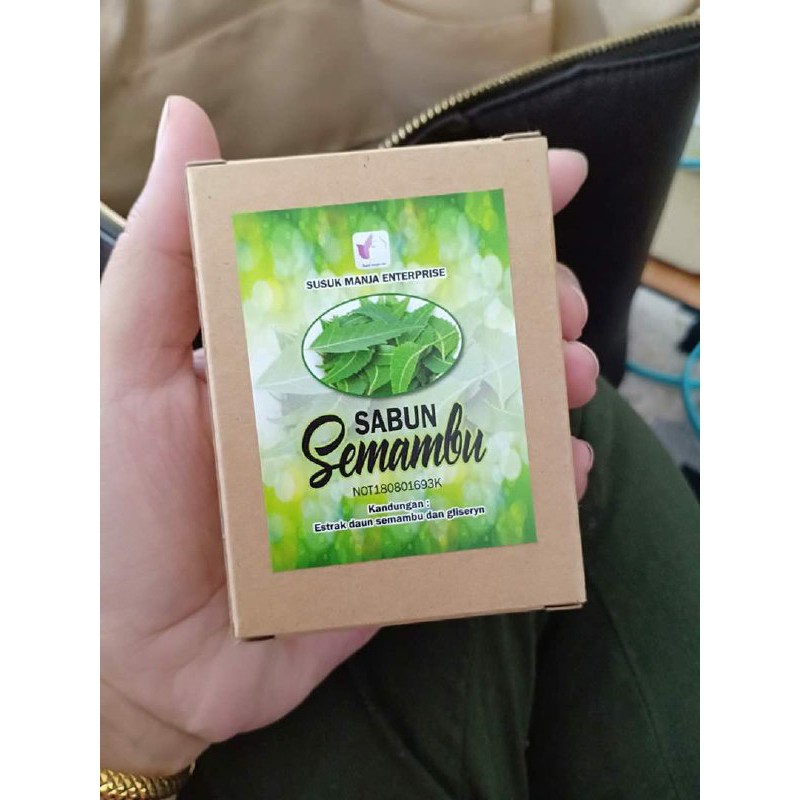 SUSUK MANJA ENTERPRISE
SABUN
Semambu
NOT180801693K
Kandungan :
Estrak daun semambu dan gliseryn